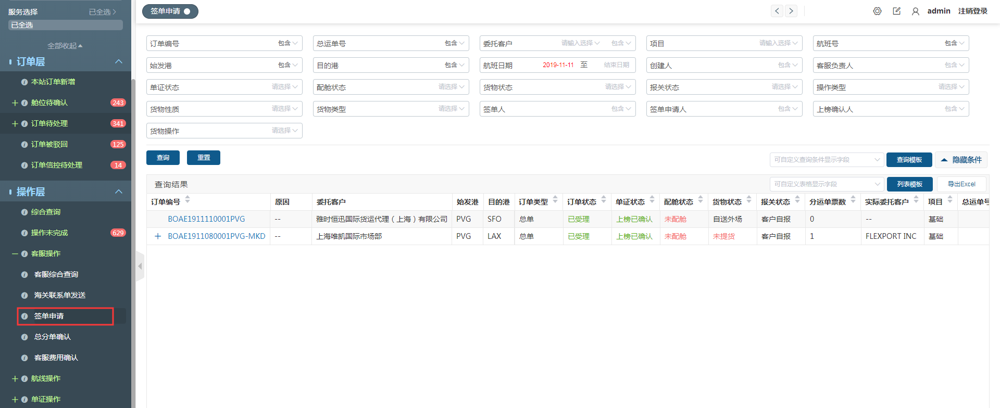 服务选择 已全选
已全选
全部收起
订单层
本站订单新增
舱位待确认 243
订单待处理 341
订单被驳回 125
订单信控待处理 14
操作层
综合查询
操作未完成 629
客服操作
客服综合查询
海关联系单发送
签单申请
总分单确认
客服费用确认
航线操作
单证操作
签单申请
admin 注销登录
订单编号 包含 总运单号 包含 委托客户 请输入选择 包含 项目 请输入选择 航班号 包含
始发港 包含 目的港 包含 航班日期 2019-11-11 至 结束日期 创建人 包含 客服负责人 包含
单证状态 请选择 配舱状态 请选择 货物状态 请选择 报关状态 请选择 操作类型 请选择
货物性质 请选择 货物类型 请选择 签单人 包含 签单申请人 包含 上榜确认人 包含
货物操作 请选择
查询 重置 可自定义查询条件显示字段 查询模板 隐藏条件
查询结果 可自定义表格显示字段 列表模板 导出Excel
订单编号 原因 委托客户 始发港 目的港 订单类型 订单状态 单证状态 配舱状态 货物状态 报关状态 分运单票数 实际委托客户 项目 总运单号
BOAE1911110001PVG -- 雅时恒迅国际货运代理（上海）有限公司 PVG SFO 总单 已受理 上榜已确认 未配舱 自送外场 客户自报 0 -- 基础
BOAE1911080001PVG-MKD -- 上海唯凯国际市场部 PVG LAX 总单 已受理 上榜已确认 未配舱 未提货 客户自报 1 FLEXPORT INC 基础